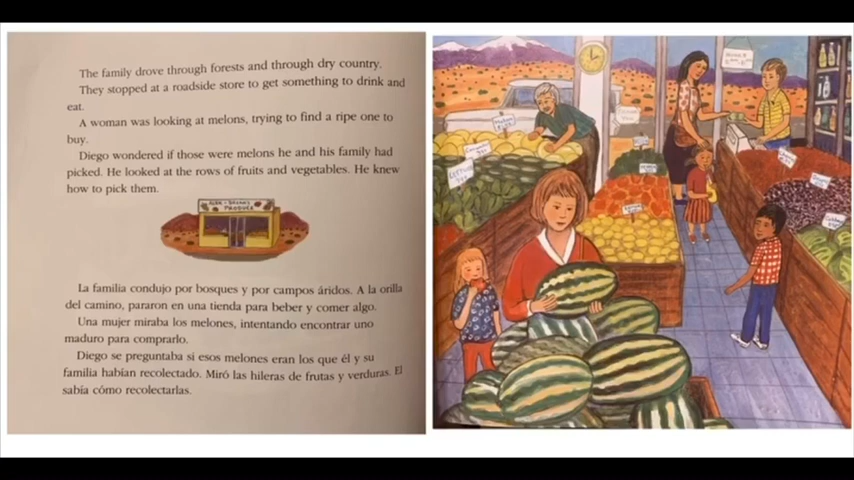 The family drove through forests and through dry country.
They stopped at a roadside store to get something to drink and
eat.
A woman was looking at melons, trying to find a ripe one to
buy.
Diego wondered if those were melons he and his family had
picked. He looked at the rows of fruits and vegetables. He knew
how to pick them.
PRODUCE
La familia condujo por bosques y por campos áridos. A la orilla
del camino, pararon en una tienda para beber y comer algo.
Una mujer miraba los melones, intentando encontrar uno
maduro para comprarlo.
Diego se preguntaba si esos melones eran los que él y su
familia habían recolectado. Miró las hileras de frutas y verduras. El
sabía cómo recolectarlas.
LETTUCE